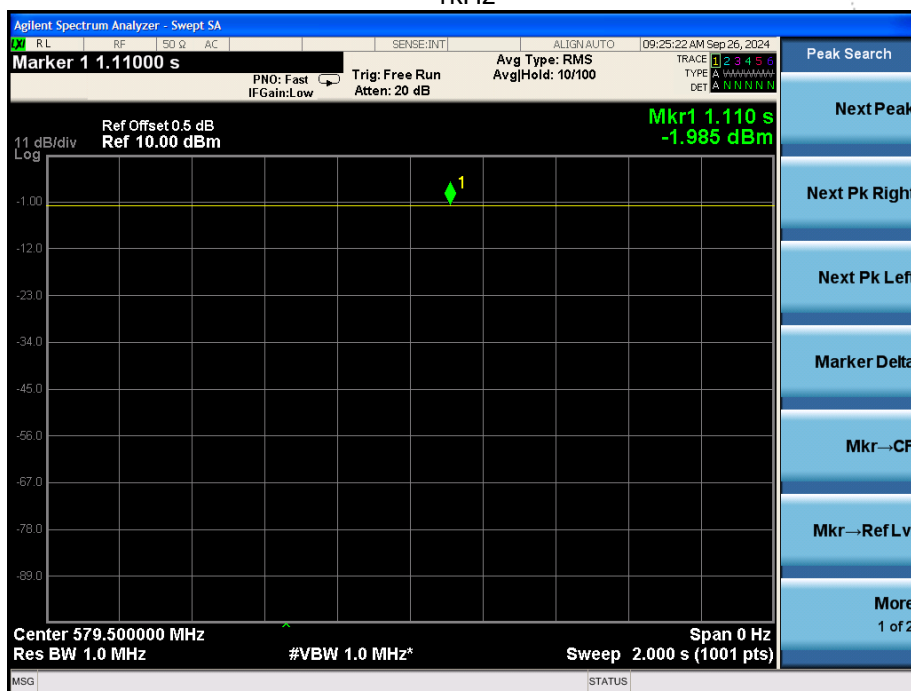 1kHz
Agilent Spectrum Analyzer - Swept SA
LXI RL RF 50 Ω AC SENSE:INT ALIGN AUTO 09:25:22 AM Sep 26, 2024
Marker 1 1.11000 s
PNO: Fast
IFGain:Low
Trig: Free Run
Atten: 20 dB
Avg Type: RMS
Avg|Hold: 10/100
TRACE 1 2 3 4 5 6
TYPE A WWWWW
DET A N N N N N
Peak Search
Next Peak
Next Pk Right
Next Pk Left
Marker Delta
Mkr→CF
Mkr→Ref Lv
More
1 of 2
Mkr1 1.110 s
-1.985 dBm
Ref Offset 0.5 dB
11 dB/div Ref 10.00 dBm
Log
1
-1.00
-12.0
-23.0
-34.0
-45.0
-56.0
-67.0
-78.0
-89.0
Center 579.500000 MHz Span 0 Hz
Res BW 1.0 MHz #VBW 1.0 MHz* Sweep 2.000 s (1001 pts)
MSG STATUS